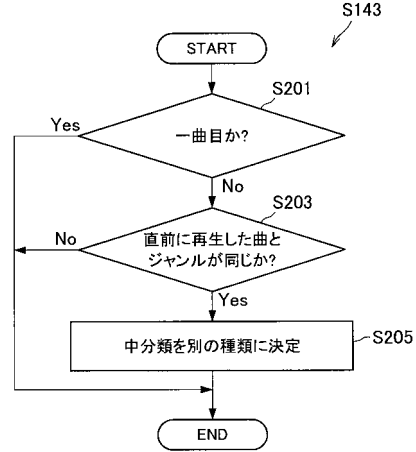 S143
START
S201
一曲目か?
Yes
No
S203
直前に再生した曲と
ジャンルが同じか?
No
Yes
中分類を別の種類に決定
S205
END